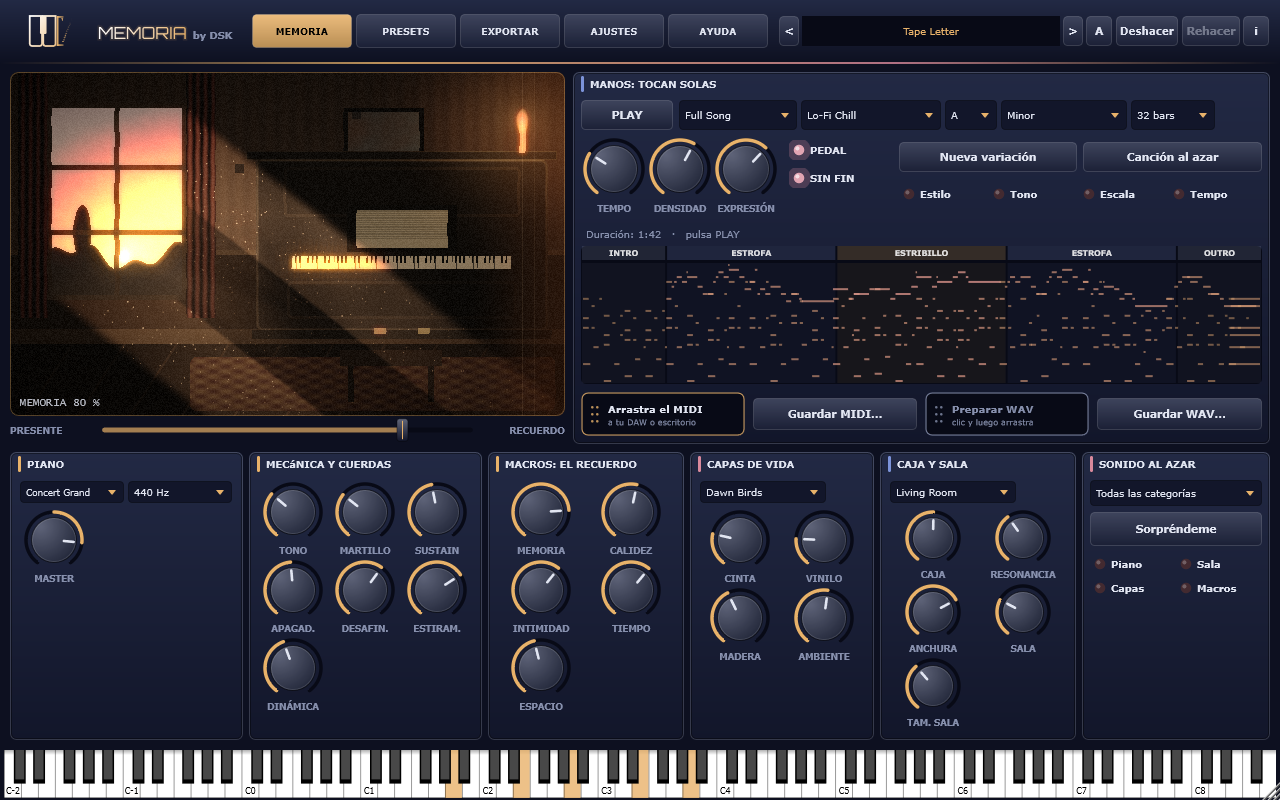 MEMORIA by DSK
MEMORIA
PRESETS
EXPORTAR
AJUSTES
AYUDA
<
Tape Letter
>
A
Deshacer
Rehacer
i
MEMORIA 80 %
PRESENTE
RECUERDO
MANOS: TOCAN SOLAS
PLAY
Full Song
Lo-Fi Chill
A
Minor
32 bars
TEMPO
DENSIDAD
EXPRESIÓN
PEDAL
SIN FIN
Nueva variación
Canción al azar
Estilo
Tono
Escala
Tempo
Duración: 1:42 · pulsa PLAY
INTRO
ESTROFA
ESTRIBILLO
ESTROFA
OUTRO
Arrastra el MIDI
a tu DAW o escritorio
Guardar MIDI...
Preparar WAV
clic y luego arrastra
Guardar WAV...
PIANO
Concert Grand
440 Hz
MASTER
MECáNICA Y CUERDAS
TONO
MARTILLO
SUSTAIN
APAGAD.
DESAFIN.
ESTIRAM.
DINÁMICA
MACROS: EL RECUERDO
MEMORIA
CALIDEZ
INTIMIDAD
TIEMPO
ESPACIO
CAPAS DE VIDA
Dawn Birds
CINTA
VINILO
MADERA
AMBIENTE
CAJA Y SALA
Living Room
CAJA
RESONANCIA
ANCHURA
SALA
TAM. SALA
SONIDO AL AZAR
Todas las categorías
Sorpréndeme
Piano
Sala
Capas
Macros
C-2
C-1
C0
C1
C2
C3
C4
C5
C6
C7
C8